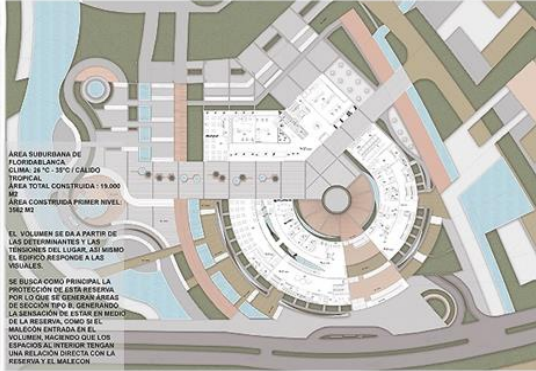 ÁREA SUBURBANA DE
FLORIDABLANCA.
CLIMA: 26 °C - 35°C / CALIDO
TROPICAL
ÁREA TOTAL CONSTRUIDA : 19.000
M2
ÁREA CONSTRUIDA PRIMER NIVEL:
3562 M2
EL VOLUMEN SE DA A PARTIR DE
LAS DETERMINANTES Y LAS
TENSIONES DEL LUGAR, ASI MISMO
EL EDIFICO RESPONDE A LAS
VISUALES.
SE BUSCA COMO PRINCIPAL LA
PROTECCIÓN DE ESTA RESERVA
POR LO QUE SE GENERAN ÁREAS
DE SECCIÓN TIPO B, GENERANDO
LA SENSACIÓN DE ESTAR EN MEDIO
DE LA RESERVA, COMO SI EL
MALECÓN ENTRADA EN EL
VOLUMEN, HACIENDO QUE LOS
ESPACIOS AL INTERIOR TENGAN
UNA RELACIÓN DIRECTA CON LA
RESERVA Y EL MALECON